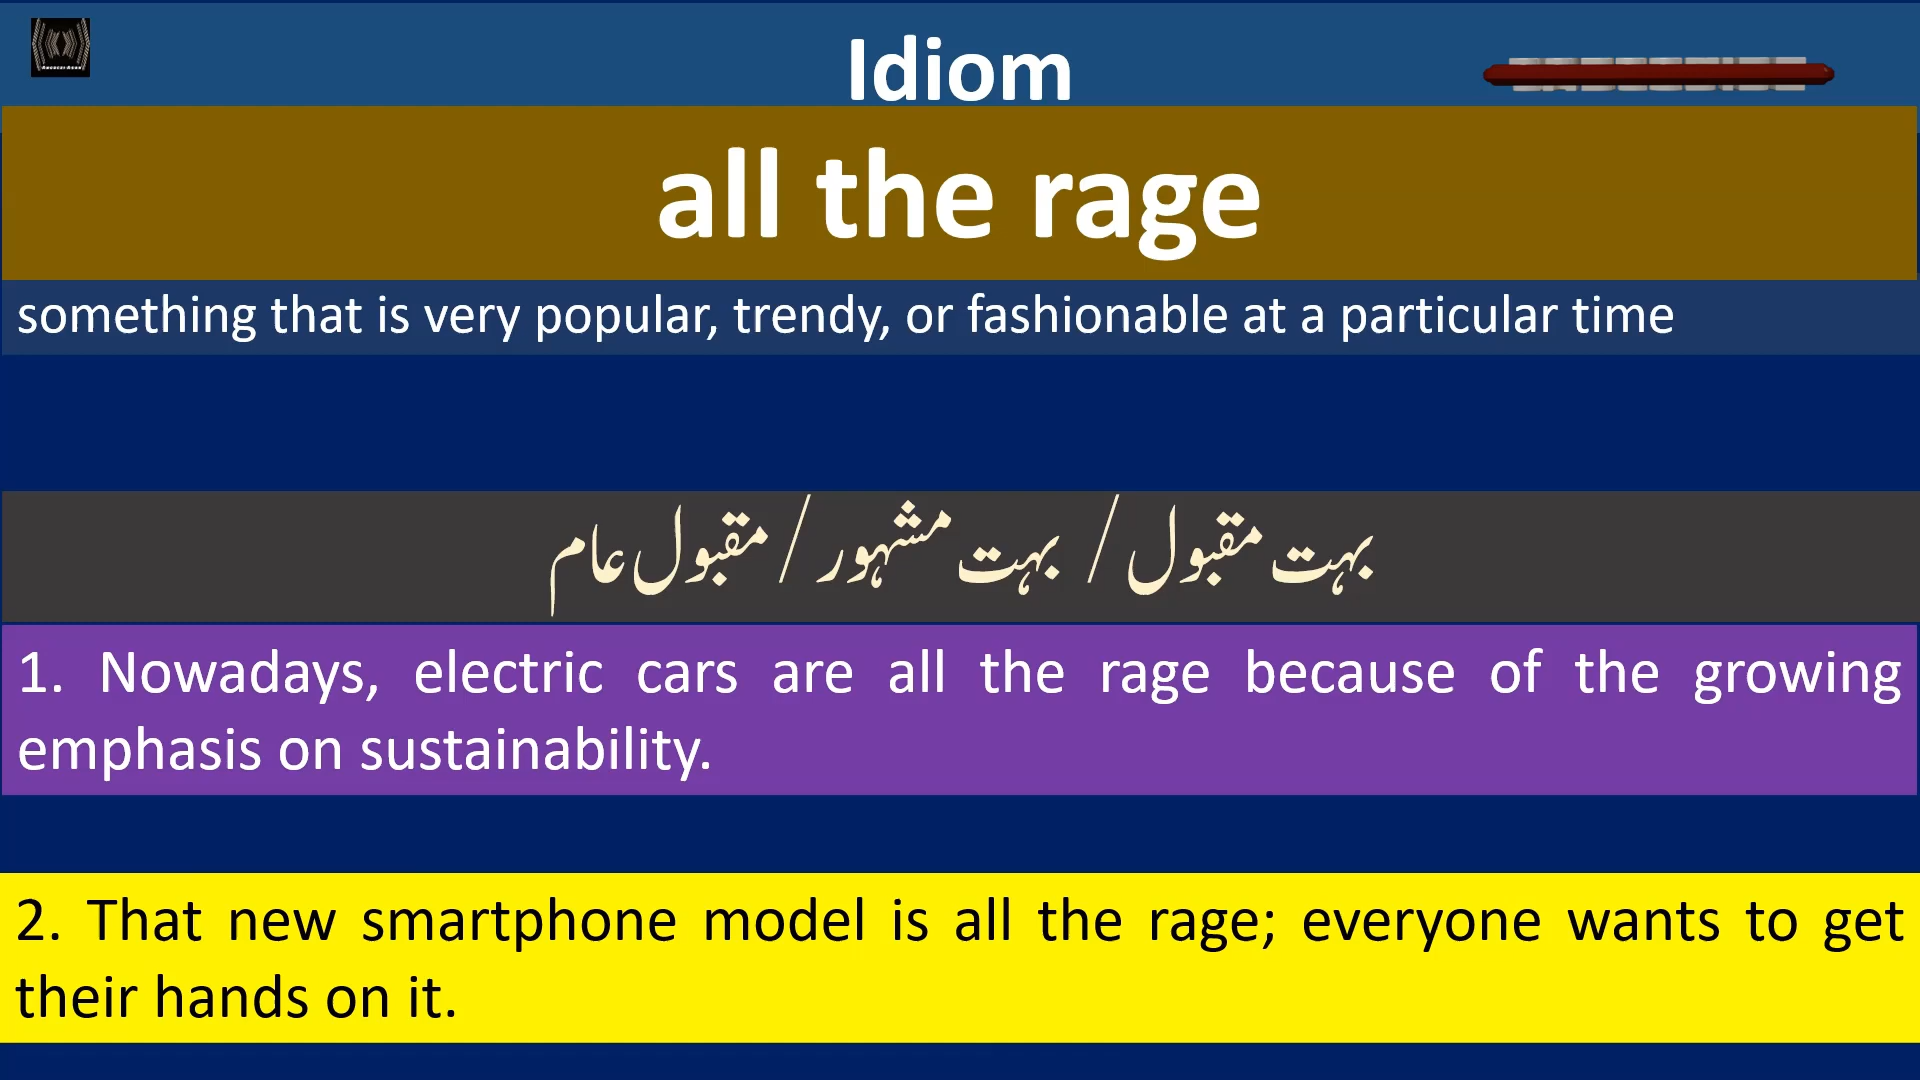 Idiom
all the rage
something that is very popular, trendy, or fashionable at a particular time
بہت مقبول / بہت مشہور / مقبول عام
1. Nowadays, electric cars are all the rage because of the growing
emphasis on sustainability.
2. That new smartphone model is all the rage; everyone wants to get
their hands on it.